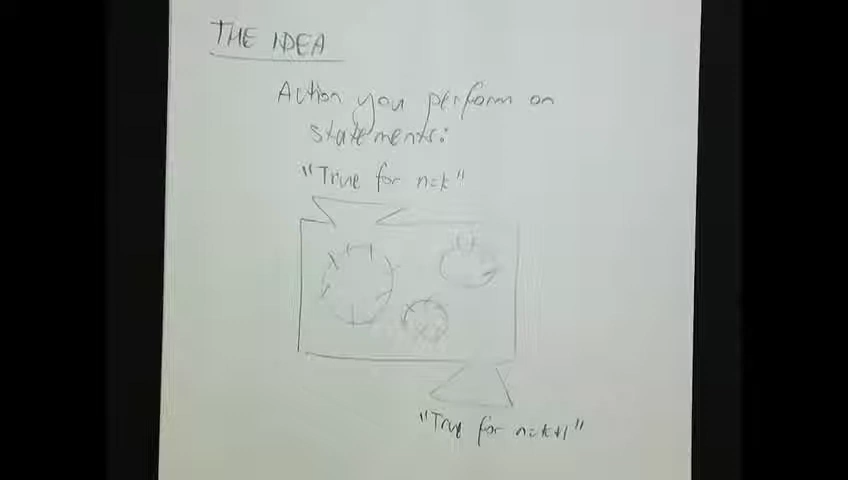 THE IDEA
Action you perform on
statements:
"True for n=k"
"True for n=k+1"